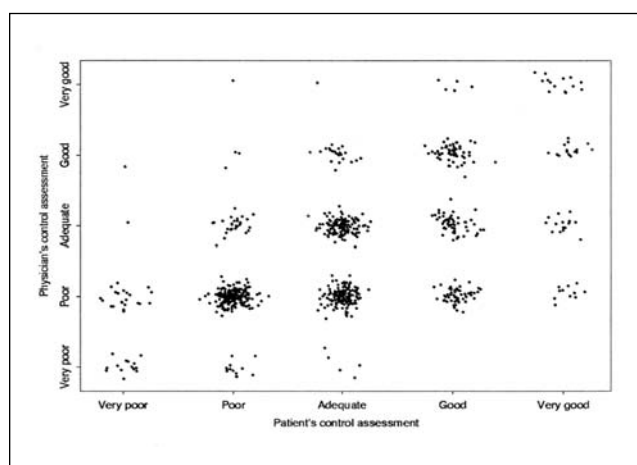 Very good
Good
Adequate
Poor
Very poor
Physician's control assessment
Very poor Poor Adequate Good Very good
Patient's control assessment